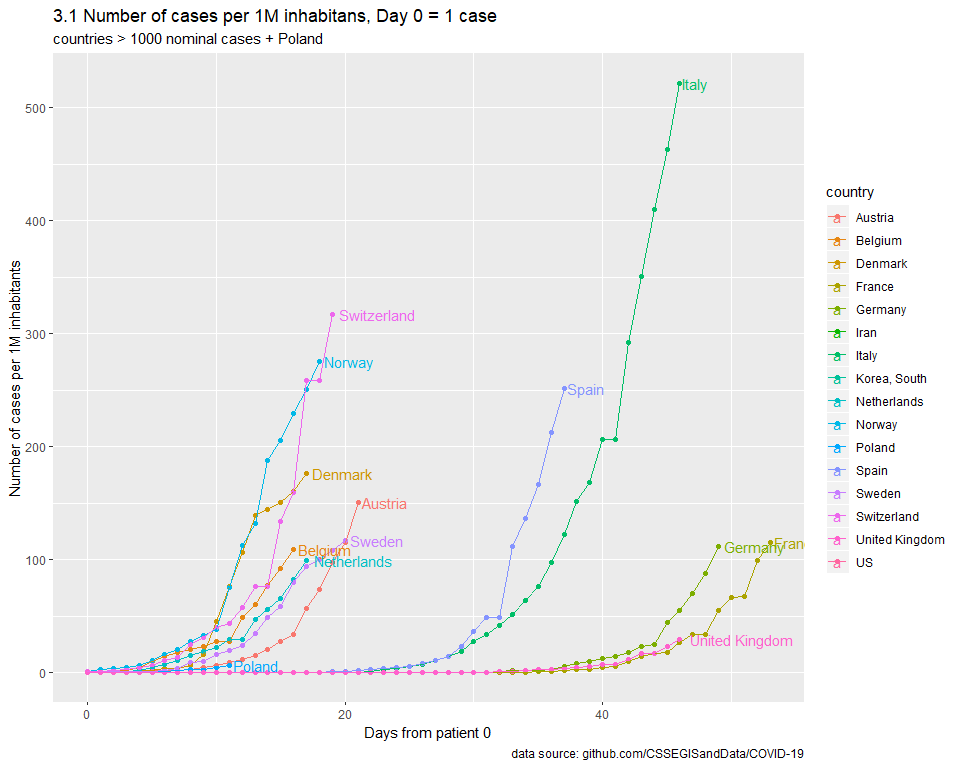 3.1 Number of cases per 1M inhabitans, Day 0 = 1 case
countries > 1000 nominal cases + Poland
Number of cases per 1M inhabitants
500
400
300
200
100
0
Italy
Switzerland
Norway
Spain
Denmark
Austria
Sweden
Belgium
Netherlands
Germany
Franc
United Kingdom
Poland
0
20
40
Days from patient 0
country
a Austria
a Belgium
a Denmark
a France
a Germany
a Iran
a Italy
a Korea, South
a Netherlands
a Norway
a Poland
a Spain
a Sweden
a Switzerland
a United Kingdom
a US
data source: github.com/CSSEGISandData/COVID-19